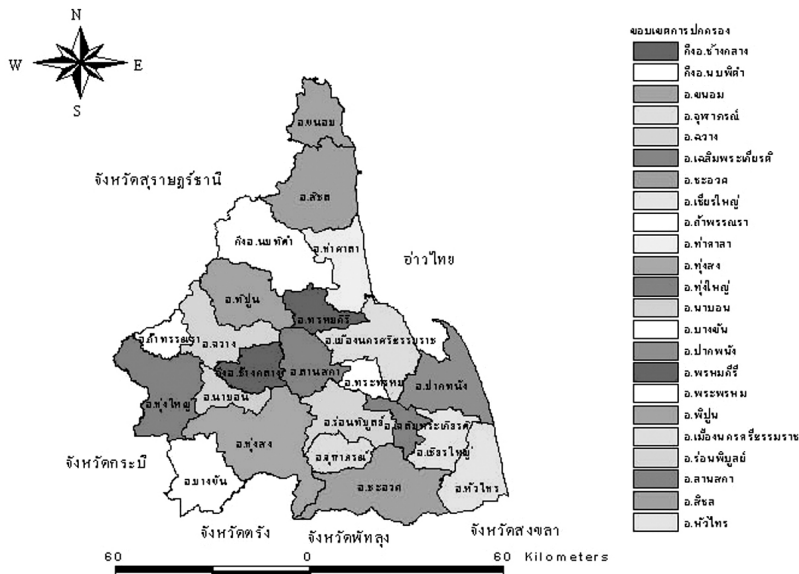 N
W E
S
ขอบเขตการปกครอง
กิ่งอ.ช้างกลาง
กิ่งอ.นบพิตำ
อ.ขนอม
อ.จุฬาภรณ์
อ.ฉวาง
อ.เฉลิมพระเกียรติ
อ.ชะอวด
อ.เชียรใหญ่
อ.ถ้ำพรรณรา
อ.ท่าศาลา
อ.ทุ่งสง
อ.ทุ่งใหญ่
อ.นาบอน
อ.บางขัน
อ.ปากพนัง
อ.พรหมคีรี
อ.พระพรหม
อ.พิปูน
อ.เมืองนครศรีธรรมราช
อ.ร่อนพิบูลย์
อ.ลานสกา
อ.สิชล
อ.หัวไทร
อ.ขนอม
จังหวัดสุราษฎร์ธานี
อ.สิชล
กิ่งอ.นบพิตำ
อ.ท่าศาลา
อ่าวไทย
อ.พิปูน
อ.พรหมคีรี
อ.ถ้ำพรรณรา
อ.ฉวาง
อ.เมืองนครศรีธรรมราช
กิ่งอ.ช้างกลาง
อ.ลานสกา
อ.พระพรหม
อ.ปากพนัง
อ.ทุ่งใหญ่
อ.นาบอน
อ.ร่อนพิบูลย์
อ.เฉลิมพระเกียรติ
อ.ทุ่งสง
อ.จุฬาภรณ์
อ.เชียรใหญ่
จังหวัดกระบี่
อ.บางขัน
อ.ชะอวด
อ.หัวไทร
จังหวัดตรัง
จังหวัดพัทลุง
จังหวัดสงขลา
60 0 60 Kilometers